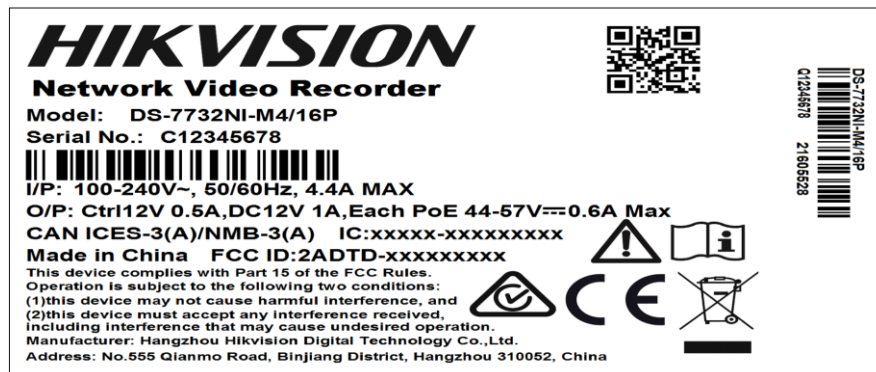 HIKVISION
Network Video Recorder
Model: DS-7732NI-M4/16P
Serial No.: C12345678
I/P: 100-240V~, 50/60Hz, 4.4A MAX
O/P: Ctrl12V 0.5A,DC12V 1A,Each PoE 44-57V⎓0.6A Max
CAN ICES-3(A)/NMB-3(A) IC:xxxxx-xxxxxxxxx
Made in China FCC ID:2ADTD-xxxxxxxxx
This device complies with Part 15 of the FCC Rules.
Operation is subject to the following two conditions:
(1)this device may not cause harmful interference, and
(2)this device must accept any interference received,
including interference that may cause undesired operation.
Manufacturer: Hangzhou Hikvision Digital Technology Co.,Ltd.
Address: No.555 Qianmo Road, Binjiang District, Hangzhou 310052, China
CE
DS-7732NI-M4/16P
Q12345678 21605528